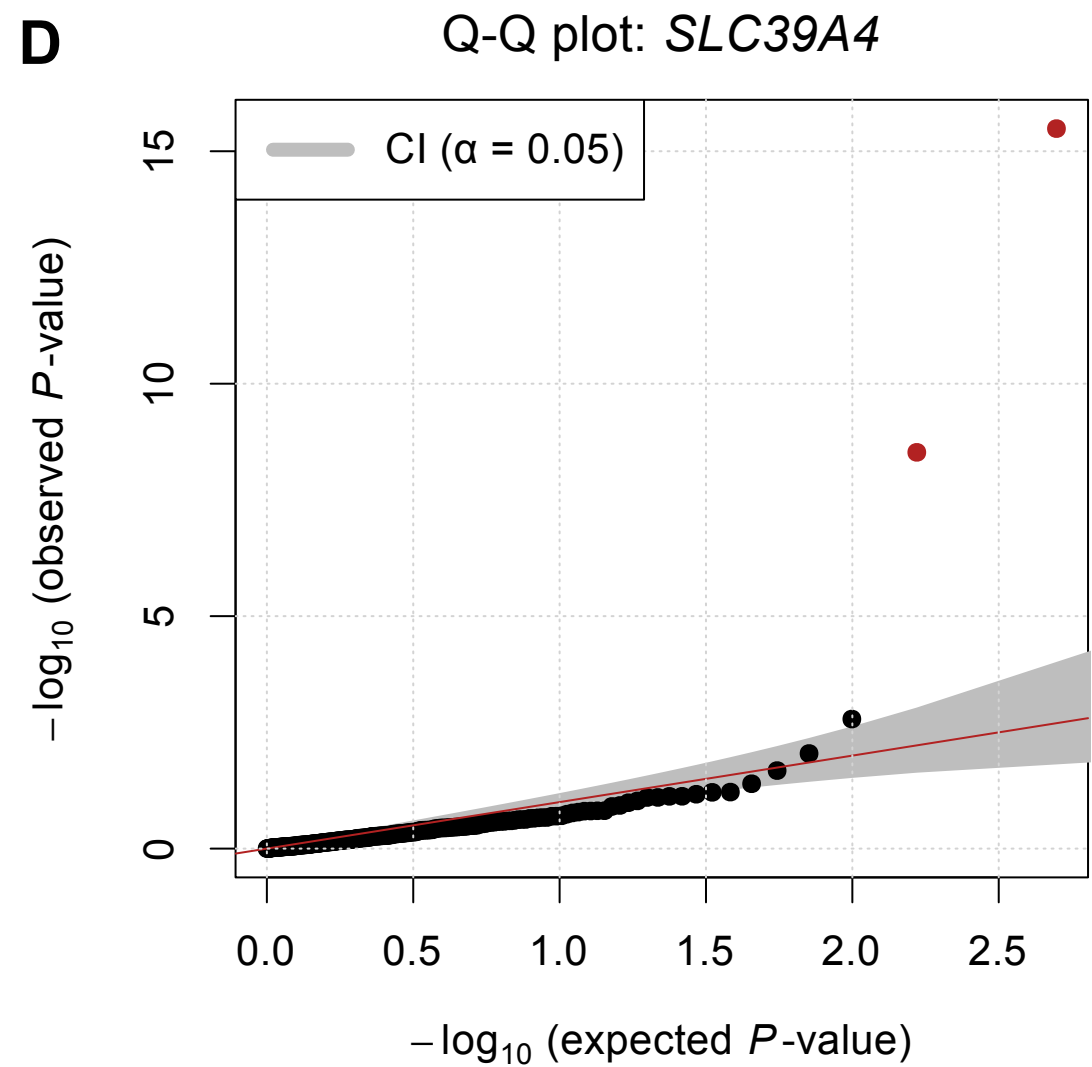 D
Q-Q plot: SLC39A4
CI (α = 0.05)
15
10
5
0
−log10 (observed P-value)
0.0 0.5 1.0 1.5 2.0 2.5
−log10 (expected P-value)